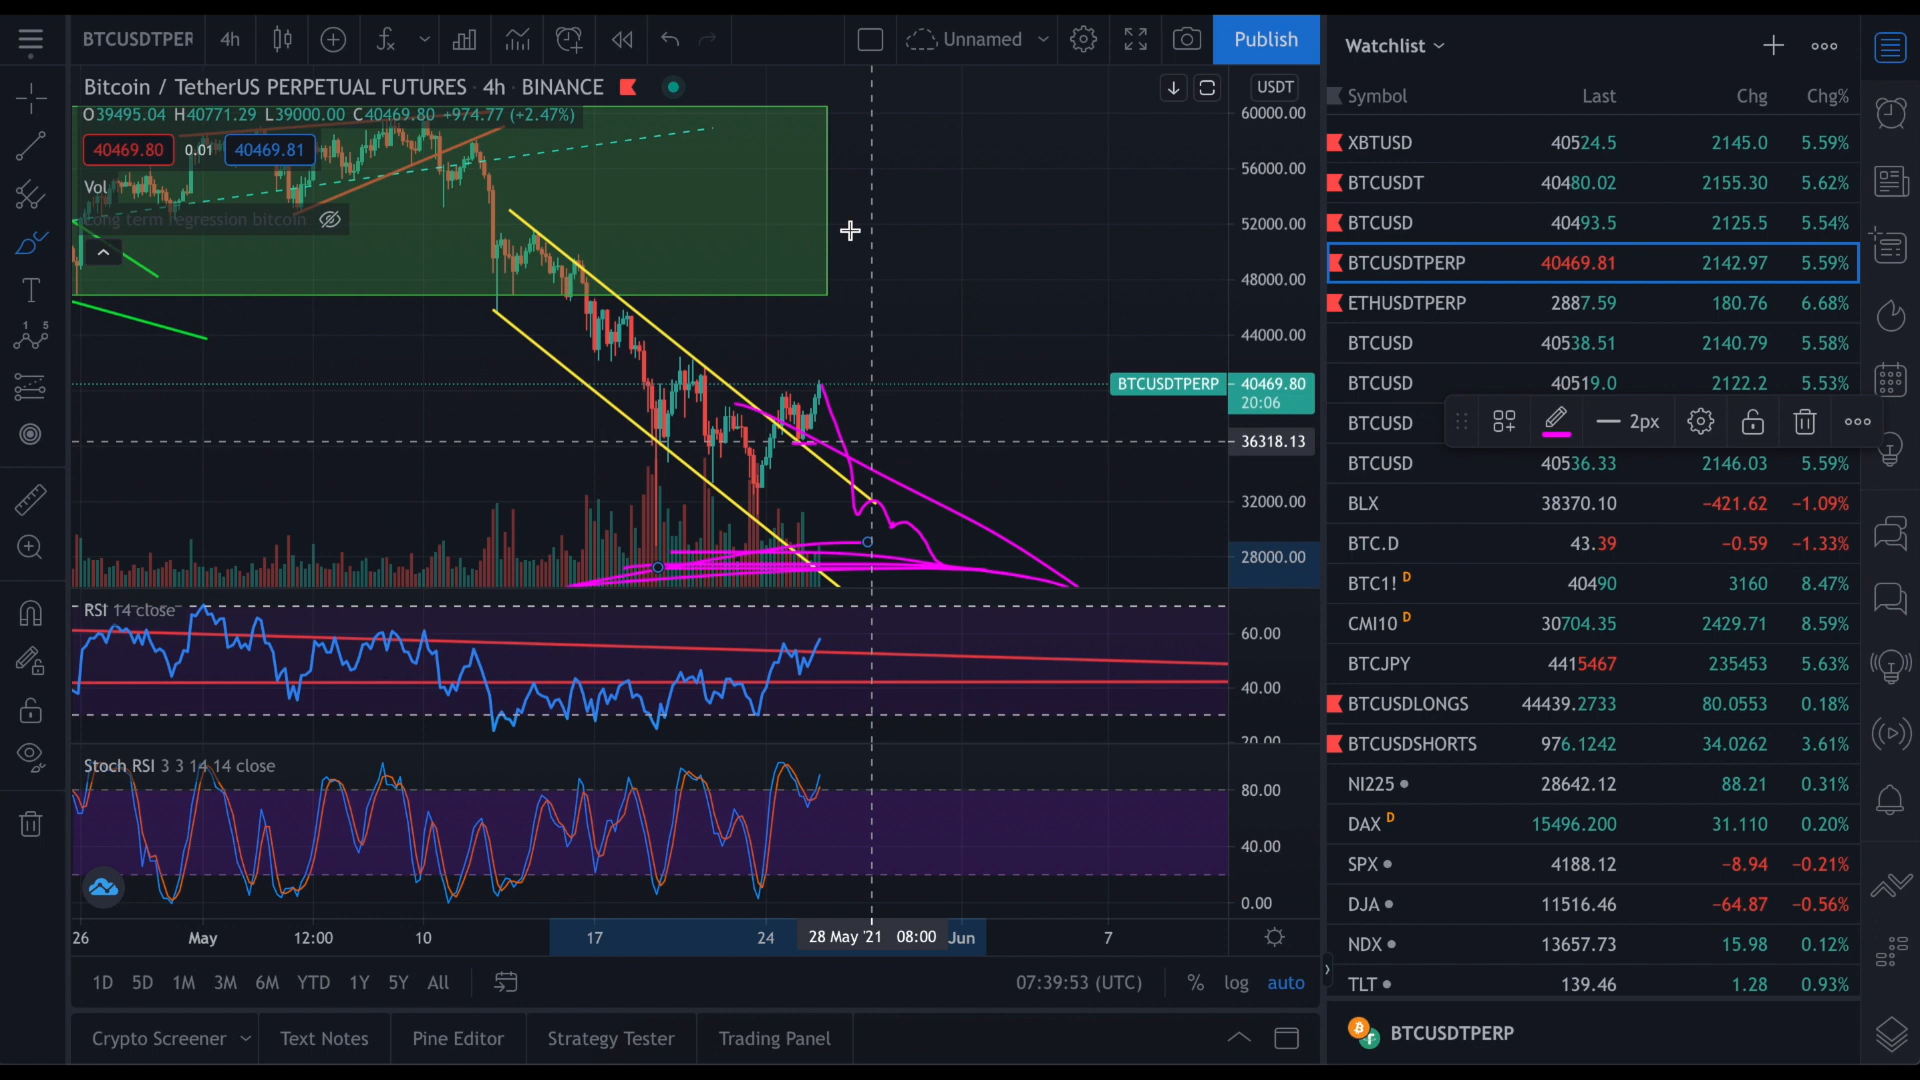 BTCUSDTPER 4h Unnamed Publish
Bitcoin / TetherUS PERPETUAL FUTURES · 4h · BINANCE
O39495.04 H40771.29 L39000.00 C40469.80 +974.77 (+2.47%)
40469.80 0.01 40469.81
Vol
Long term regression bitcoin
USDT
60000.00
56000.00
52000.00
48000.00
44000.00
BTCUSDTPERP 40469.80
20:06
36318.13
32000.00
28000.00
RSI 14 close
60.00
40.00
20.00
Stoch RSI 3 3 14 14 close
80.00
40.00
0.00
26 May 12:00 10 17 24 28 May '21 08:00 Jun 7
1D 5D 1M 3M 6M YTD 1Y 5Y All 07:39:53 (UTC) % log auto
Crypto Screener Text Notes Pine Editor Strategy Tester Trading Panel
Watchlist
Symbol Last Chg Chg%
XBTUSD 40524.5 2145.0 5.59%
BTCUSDT 40480.02 2155.30 5.62%
BTCUSD 40493.5 2125.5 5.54%
BTCUSDTPERP 40469.81 2142.97 5.59%
ETHUSDTPERP 2887.59 180.76 6.68%
BTCUSD 40538.51 2140.79 5.58%
BTCUSD 40519.0 2122.2 5.53%
BTCUSD
2px
BTCUSD 40536.33 2146.03 5.59%
BLX 38370.10 −421.62 −1.09%
BTC.D 43.39 −0.59 −1.33%
BTC1! D 40490 3160 8.47%
CMI10 D 30704.35 2429.71 8.59%
BTCJPY 4415467 235453 5.63%
BTCUSDLONGS 44439.2733 80.0553 0.18%
BTCUSDSHORTS 976.1242 34.0262 3.61%
NI225 28642.12 88.21 0.31%
DAX D 15496.200 31.110 0.20%
SPX 4188.12 −8.94 −0.21%
DJA 11516.46 −64.87 −0.56%
NDX 13657.73 15.98 0.12%
TLT 139.46 1.28 0.93%
BTCUSDTPERP